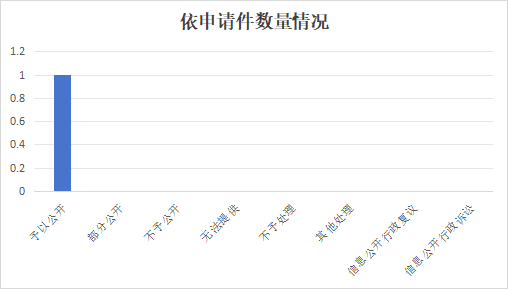 依申请件数量情况
1.2
1
0.8
0.6
0.4
0.2
0
予以公开
部分公开
不予公开
无法提供
不予处理
其他处理
信息公开行政复议
信息公开行政诉讼